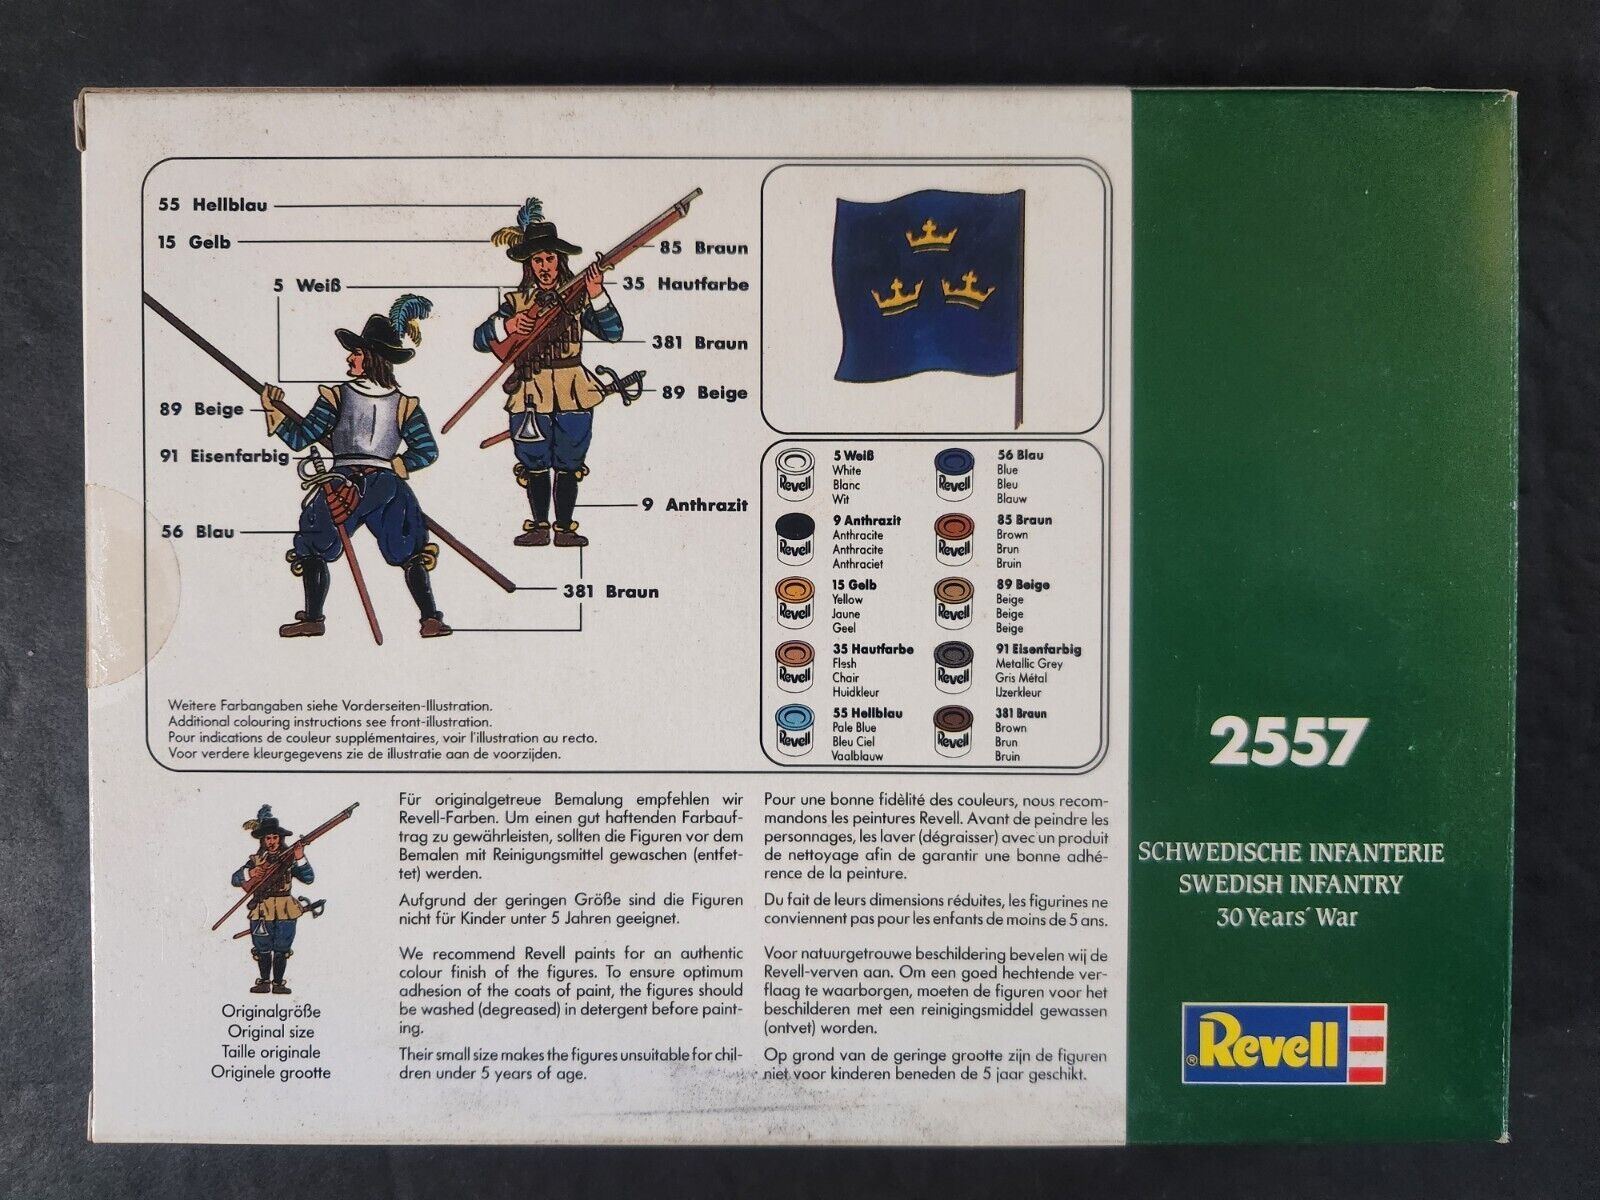 55 Hellblau
15 Gelb
5 Weiß
85 Braun
35 Hautfarbe
381 Braun
89 Beige
89 Beige
91 Eisenfarbig
9 Anthrazit
56 Blau
381 Braun
Weitere Farbangaben siehe Vorderseiten-Illustration.
Additional colouring instructions see front-illustration.
Pour indications de couleur supplémentaires, voir l'illustration au recto.
Voor verdere kleurgegevens zie de illustratie aan de voorzijden.
Revell
5 Weiß
White
Blanc
Wit
Revell
9 Anthrazit
Anthracite
Anthracite
Anthraciet
Revell
15 Gelb
Yellow
Jaune
Geel
Revell
35 Hautfarbe
Flesh
Chair
Huidkleur
Revell
55 Hellblau
Pale Blue
Bleu Ciel
Vaalblauw
Revell
56 Blau
Blue
Bleu
Blauw
Revell
85 Braun
Brown
Brun
Bruin
Revell
89 Beige
Beige
Beige
Beige
Revell
91 Eisenfarbig
Metallic Grey
Gris Métal
IJzerkleur
Revell
381 Braun
Brown
Brun
Bruin
Originalgröße
Original size
Taille originale
Originele grootte
Für originalgetreue Bemalung empfehlen wir
Revell-Farben. Um einen gut haftenden Farbauf-
trag zu gewährleisten, sollten die Figuren vor dem
Bemalen mit Reinigungsmittel gewaschen (entfet-
tet) werden.
Aufgrund der geringen Größe sind die Figuren
nicht für Kinder unter 5 Jahren geeignet.
We recommend Revell paints for an authentic
colour finish of the figures. To ensure optimum
adhesion of the coats of paint, the figures should
be washed (degreased) in detergent before paint-
ing.
Their small size makes the figures unsuitable for chil-
dren under 5 years of age.
Pour une bonne fidèlité des couleurs, nous recom-
mandons les peintures Revell. Avant de peindre les
personnages, les laver (dégraisser) avec un produit
de nettoyage afin de garantir une bonne adhé-
rence de la peinture.
Du fait de leurs dimensions réduites, les figurines ne
conviennent pas pour les enfants de moins de 5 ans.
Voor natuurgetrouwe beschildering bevelen wij de
Revell-verven aan. Om een goed hechtende ver-
flaag te waarborgen, moeten de figuren voor het
beschilderen met een reinigingsmiddel gewassen
(ontvet) worden.
Op grond van de geringe grootte zijn de figuren
niet voor kinderen beneden de 5 jaar geschikt.
2557
SCHWEDISCHE INFANTERIE
SWEDISH INFANTRY
30 Years' War
® Revell